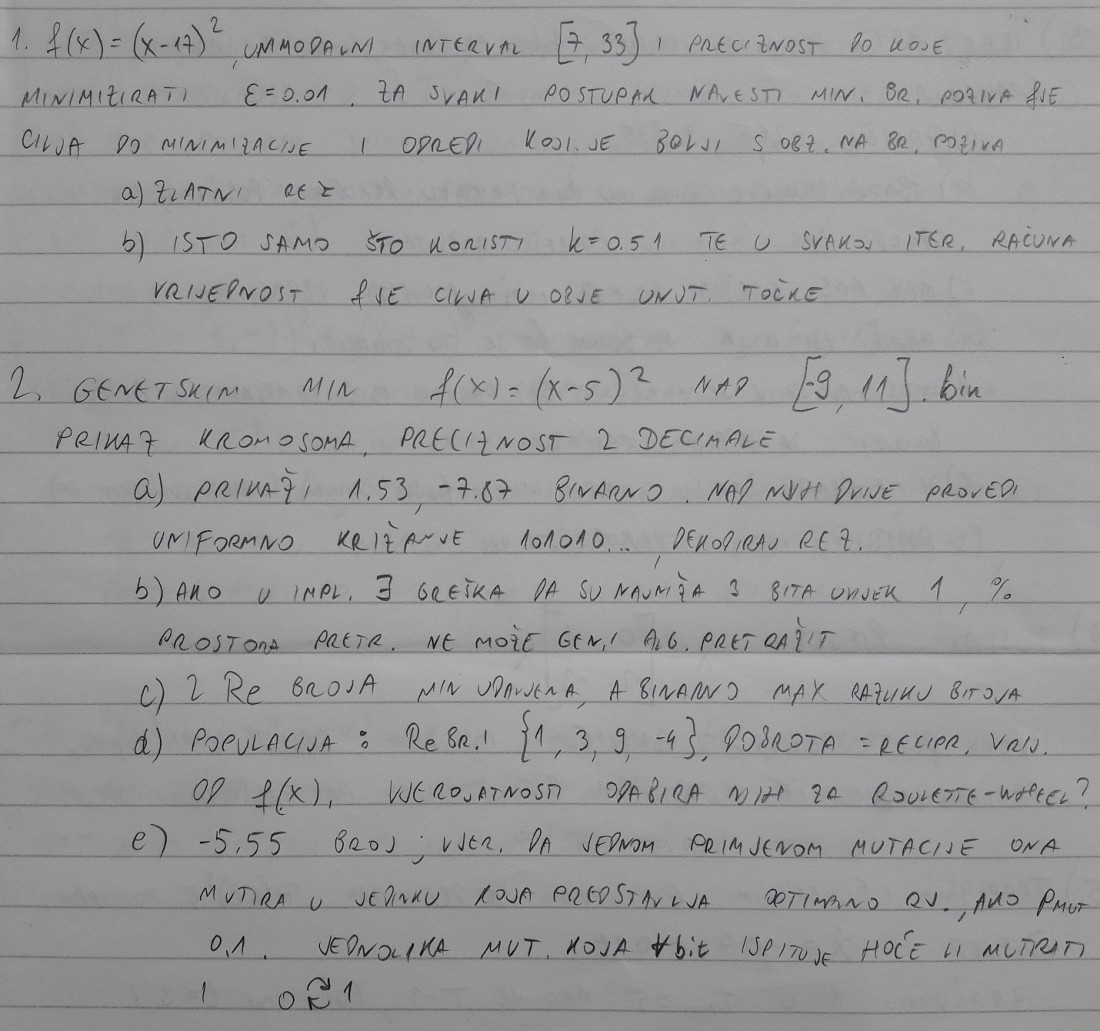 1. f(x) = (x-17)², UNIMODALNI INTERVAL [7, 33] I PRECIZNOST DO KOJE
MINIMIZIRATI ε=0.01. ZA SVAKI POSTUPAK NAVESTI MIN. BR. POZIVA fJE
CILJA DO MINIMIZACIJE I ODREDI KOJI JE BOLJI S OBZ. NA BR. POZIVA
a) ZLATNI REZ
b) ISTO SAMO ŠTO KORISTI k=0.51 TE U SVAKOJ ITER. RAČUNA
VRIJEDNOST fJE CILJA U OBJE UNUT. TOČKE
2. GENETSKIM MIN f(x) = (x-5)² NAD [-9, 11]. bin
PRIKAZ KROMOSOMA, PRECIZNOST 2 DECIMALE
a) PRIKAŽI 1.53, -7.87 BINARNO. NAD NJIH DVIJE PROVEDI
UNIFORMNO KRIŽANJE 101010..., DEKODIRAJ REZ.
b) AKO U IMPL. ∃ GREŠKA DA SU NAJNIŽA 3 BITA UVIJEK 1, %
PROSTORA PRETR. NE MOŽE GEN. ALG. PRETRAŽIT
c) 2 Re BROJA MIN UDALJENA, A BINARNO MAX RAZLIKU BITOVA
d) POPULACIJA: Re BR.: {1, 3, 9, -4}, DOBROTA = RECIPR. VRIJ.
OD f(x), VJEROJATNOSTI ODABIRA NJIH ZA ROULETTE-WHEEL?
e) -5.55 BROJ; VJER. DA JEDNOM PRIMJENOM MUTACIJE ONA
MUTIRA U JEDINKU KOJA PREDSTAVLJA OPTIMALNO RJ., AKO PMUT
0,1. JEDNOLIKA MUT. KOJA ∀bit ISPITUJE HOĆE LI MUTIRATI
I 0⇄1